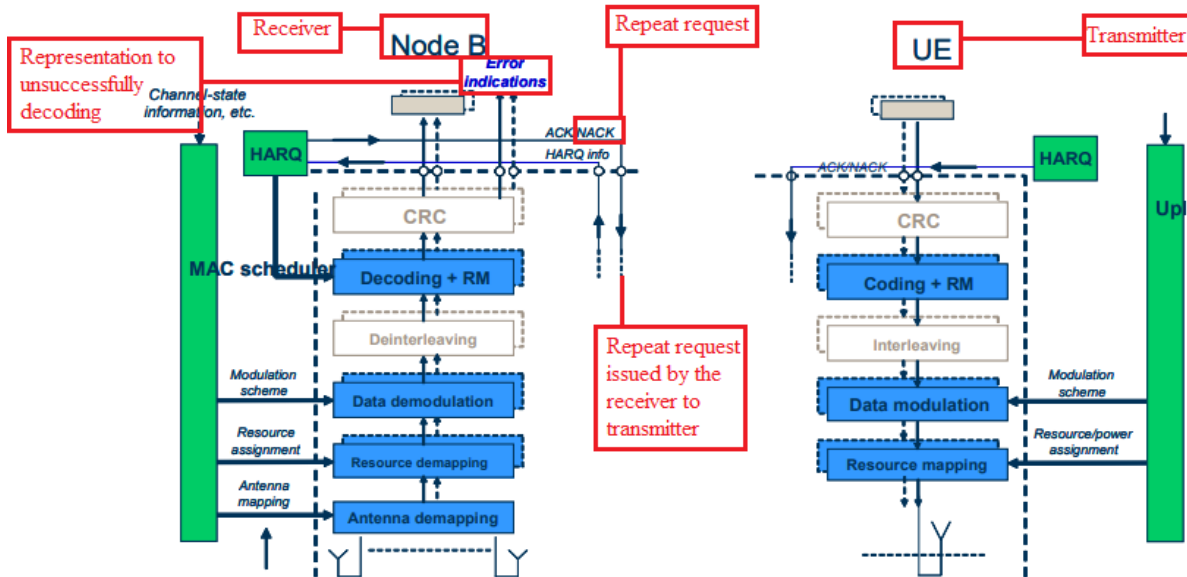 Receiver
Node B
Repeat request
UE
Transmitter
Representation to
unsuccessfully
decoding
Error
indications
Channel-state
information, etc.
HARQ
ACK/NACK
HARQ info
ACK/NACK
HARQ
CRC
CRC
Upl
MAC scheduler
Decoding + RM
Coding + RM
Deinterleaving
Interleaving
Repeat request
issued by the
receiver to
transmitter
Modulation
scheme
Data demodulation
Data modulation
Modulation
scheme
Resource
assignment
Resource demapping
Resource mapping
Resource/power
assignment
Antenna
mapping
Antenna demapping